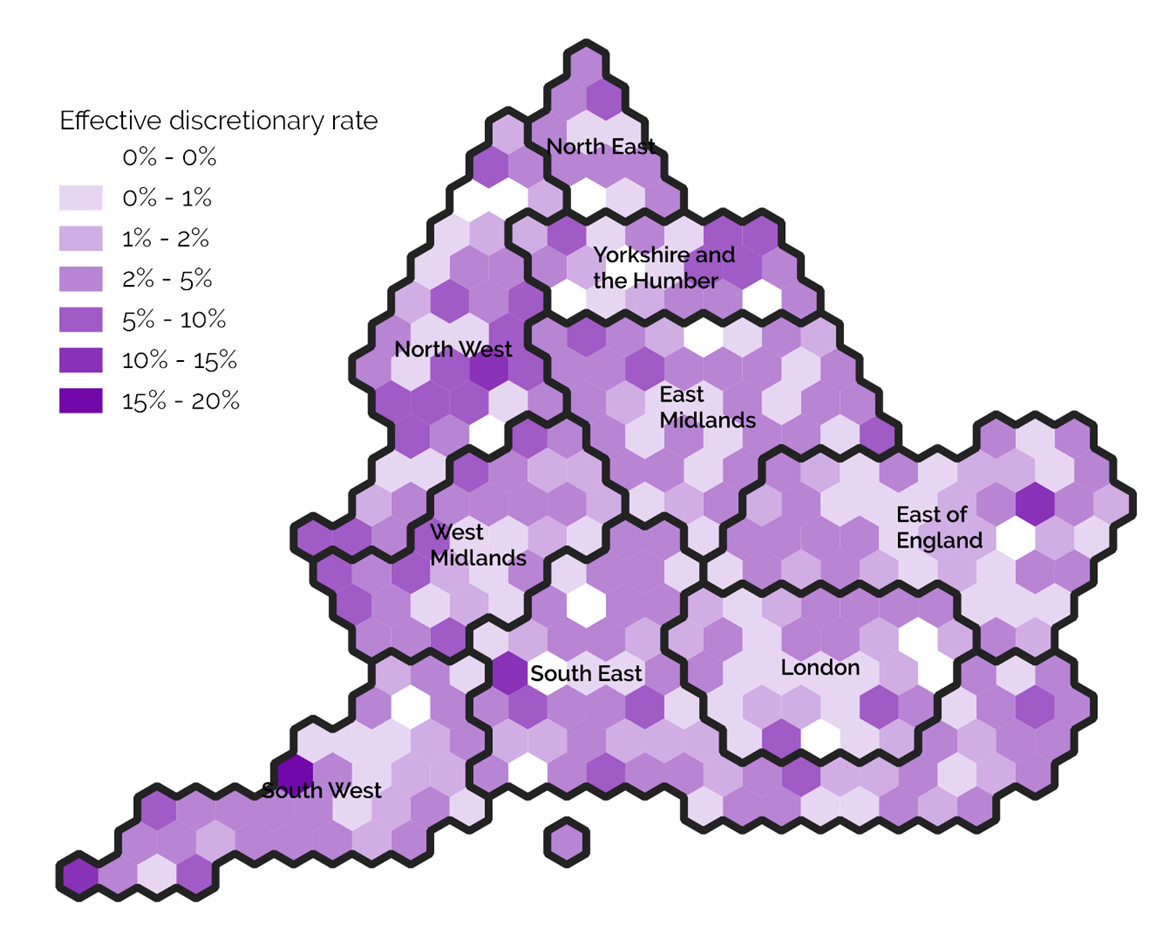 Effective discretionary rate
0% - 0%
0% - 1%
1% - 2%
2% - 5%
5% - 10%
10% - 15%
15% - 20%
North East
Yorkshire and
the Humber
North West
East
Midlands
West
Midlands
East of
England
South East
London
South West